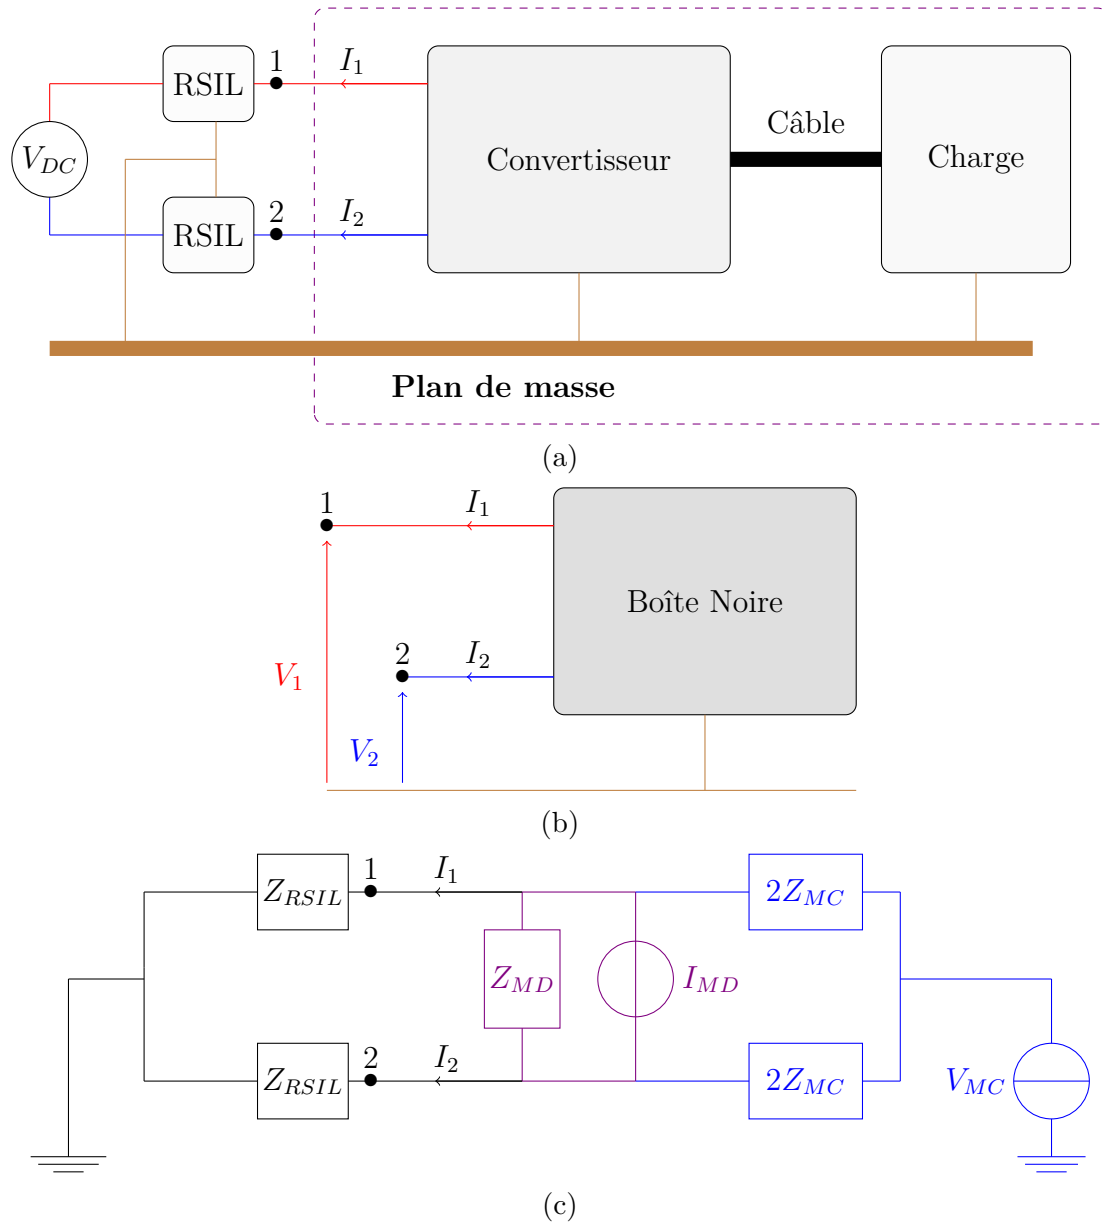 1
I₁
RSIL
Convertisseur
Câble
Charge
V_DC
2
I₂
RSIL
Plan de masse
(a)
1
I₁
Boîte Noire
2
I₂
V₁
V₂
(b)
Z_RSIL
1
I₁
2Z_MC
Z_MD
I_MD
Z_RSIL
2
I₂
2Z_MC
V_MC
(c)